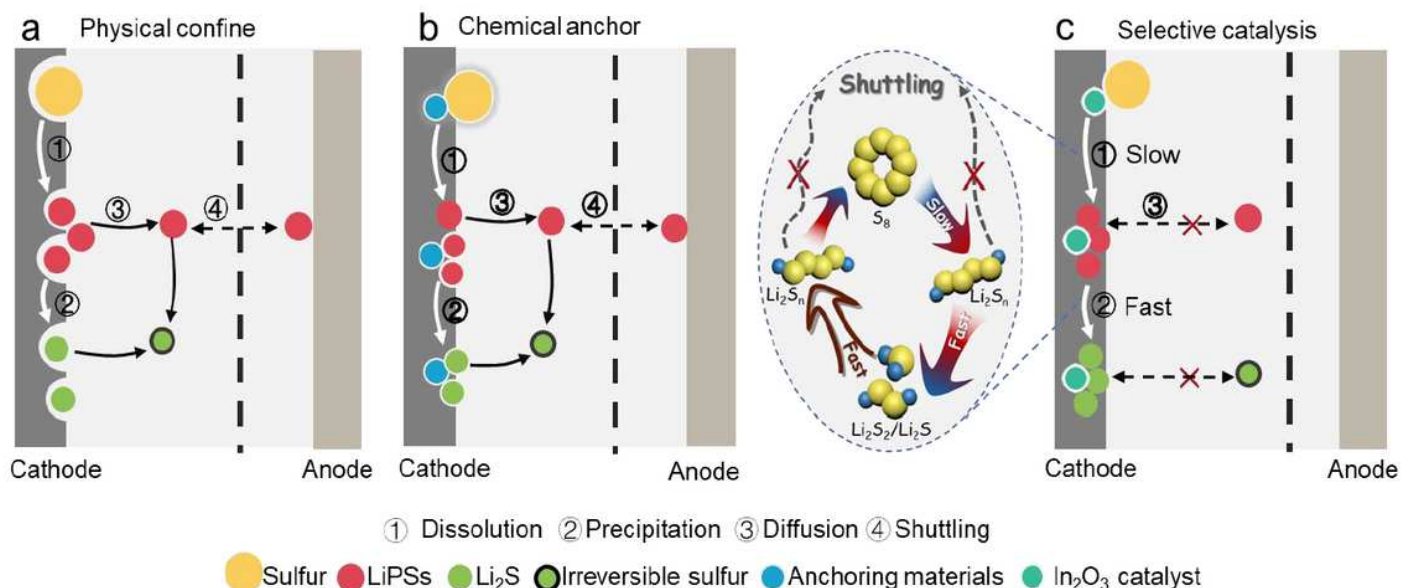 a Physical confine
①
③
④
②
Cathode
Anode
b Chemical anchor
①
③
④
②
Cathode
Anode
Shuttling
S₈
Slow
Li₂Sₙ
Li₂Sₙ
Fast
Fast
Li₂S₂/Li₂S
c Selective catalysis
① Slow
③
② Fast
Cathode
Anode
① Dissolution ② Precipitation ③ Diffusion ④ Shuttling
Sulfur LiPSs Li₂S Irreversible sulfur Anchoring materials In₂O₃ catalyst